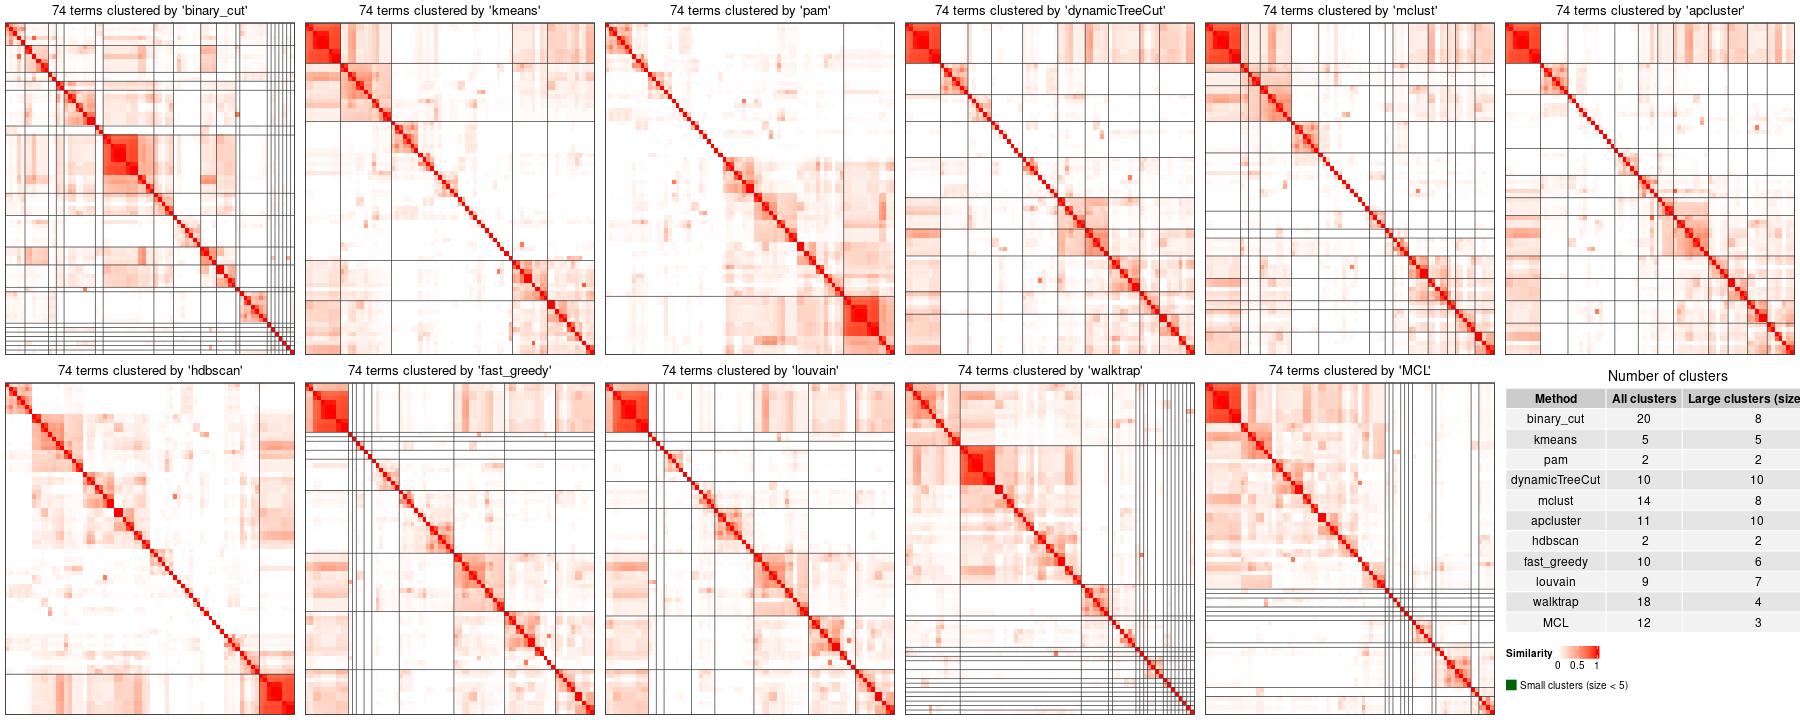 74 terms clustered by 'binary_cut'
74 terms clustered by 'kmeans'
74 terms clustered by 'pam'
74 terms clustered by 'dynamicTreeCut'
74 terms clustered by 'mclust'
74 terms clustered by 'apcluster'
74 terms clustered by 'hdbscan'
74 terms clustered by 'fast_greedy'
74 terms clustered by 'louvain'
74 terms clustered by 'walktrap'
74 terms clustered by 'MCL'
Number of clusters
Method All clusters Large clusters (size
binary_cut 20 8
kmeans 5 5
pam 2 2
dynamicTreeCut 10 10
mclust 14 8
apcluster 11 10
hdbscan 2 2
fast_greedy 10 6
louvain 9 7
walktrap 18 4
MCL 12 3
Similarity
0 0.5 1
Small clusters (size < 5)